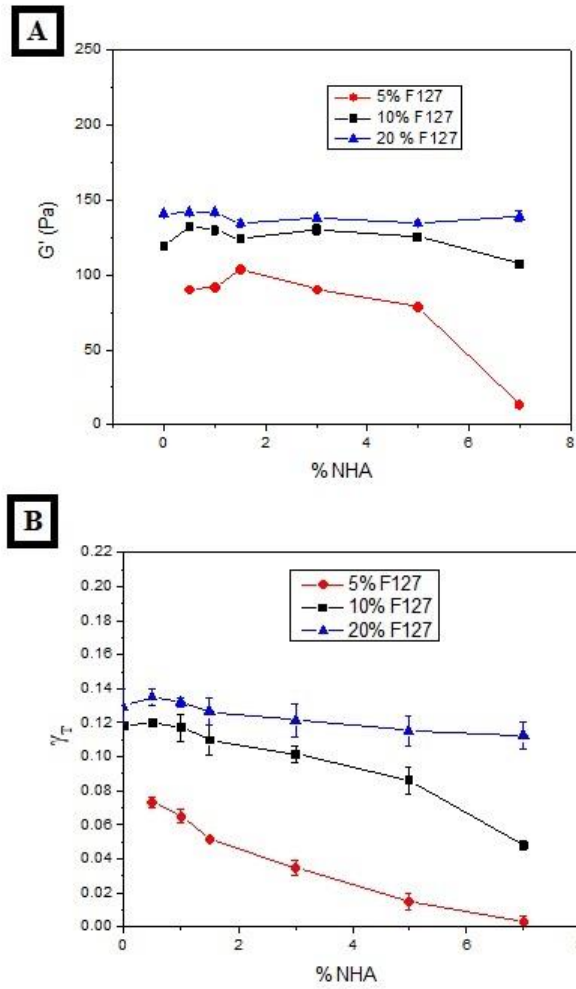 A
250
200
150
100
50
0
G' (Pa)
5% F127
10% F127
20 % F127
0 2 4 6 8
% NHA
B
0.22
0.20
0.18
0.16
0.14
0.12
0.10
0.08
0.06
0.04
0.02
0.00
γT
5% F127
10% F127
20% F127
0 2 4 6 8
% NHA